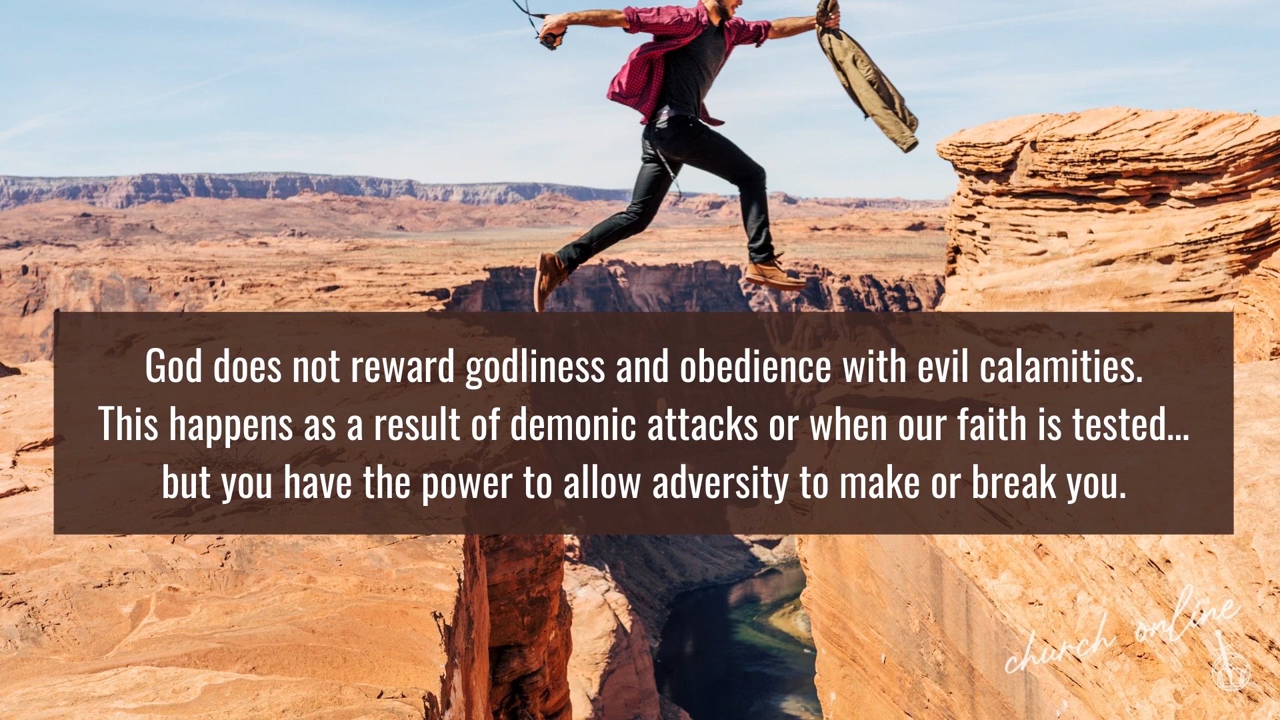 God does not reward godliness and obedience with evil calamities.
This happens as a result of demonic attacks or when our faith is tested...
but you have the power to allow adversity to make or break you.
church online